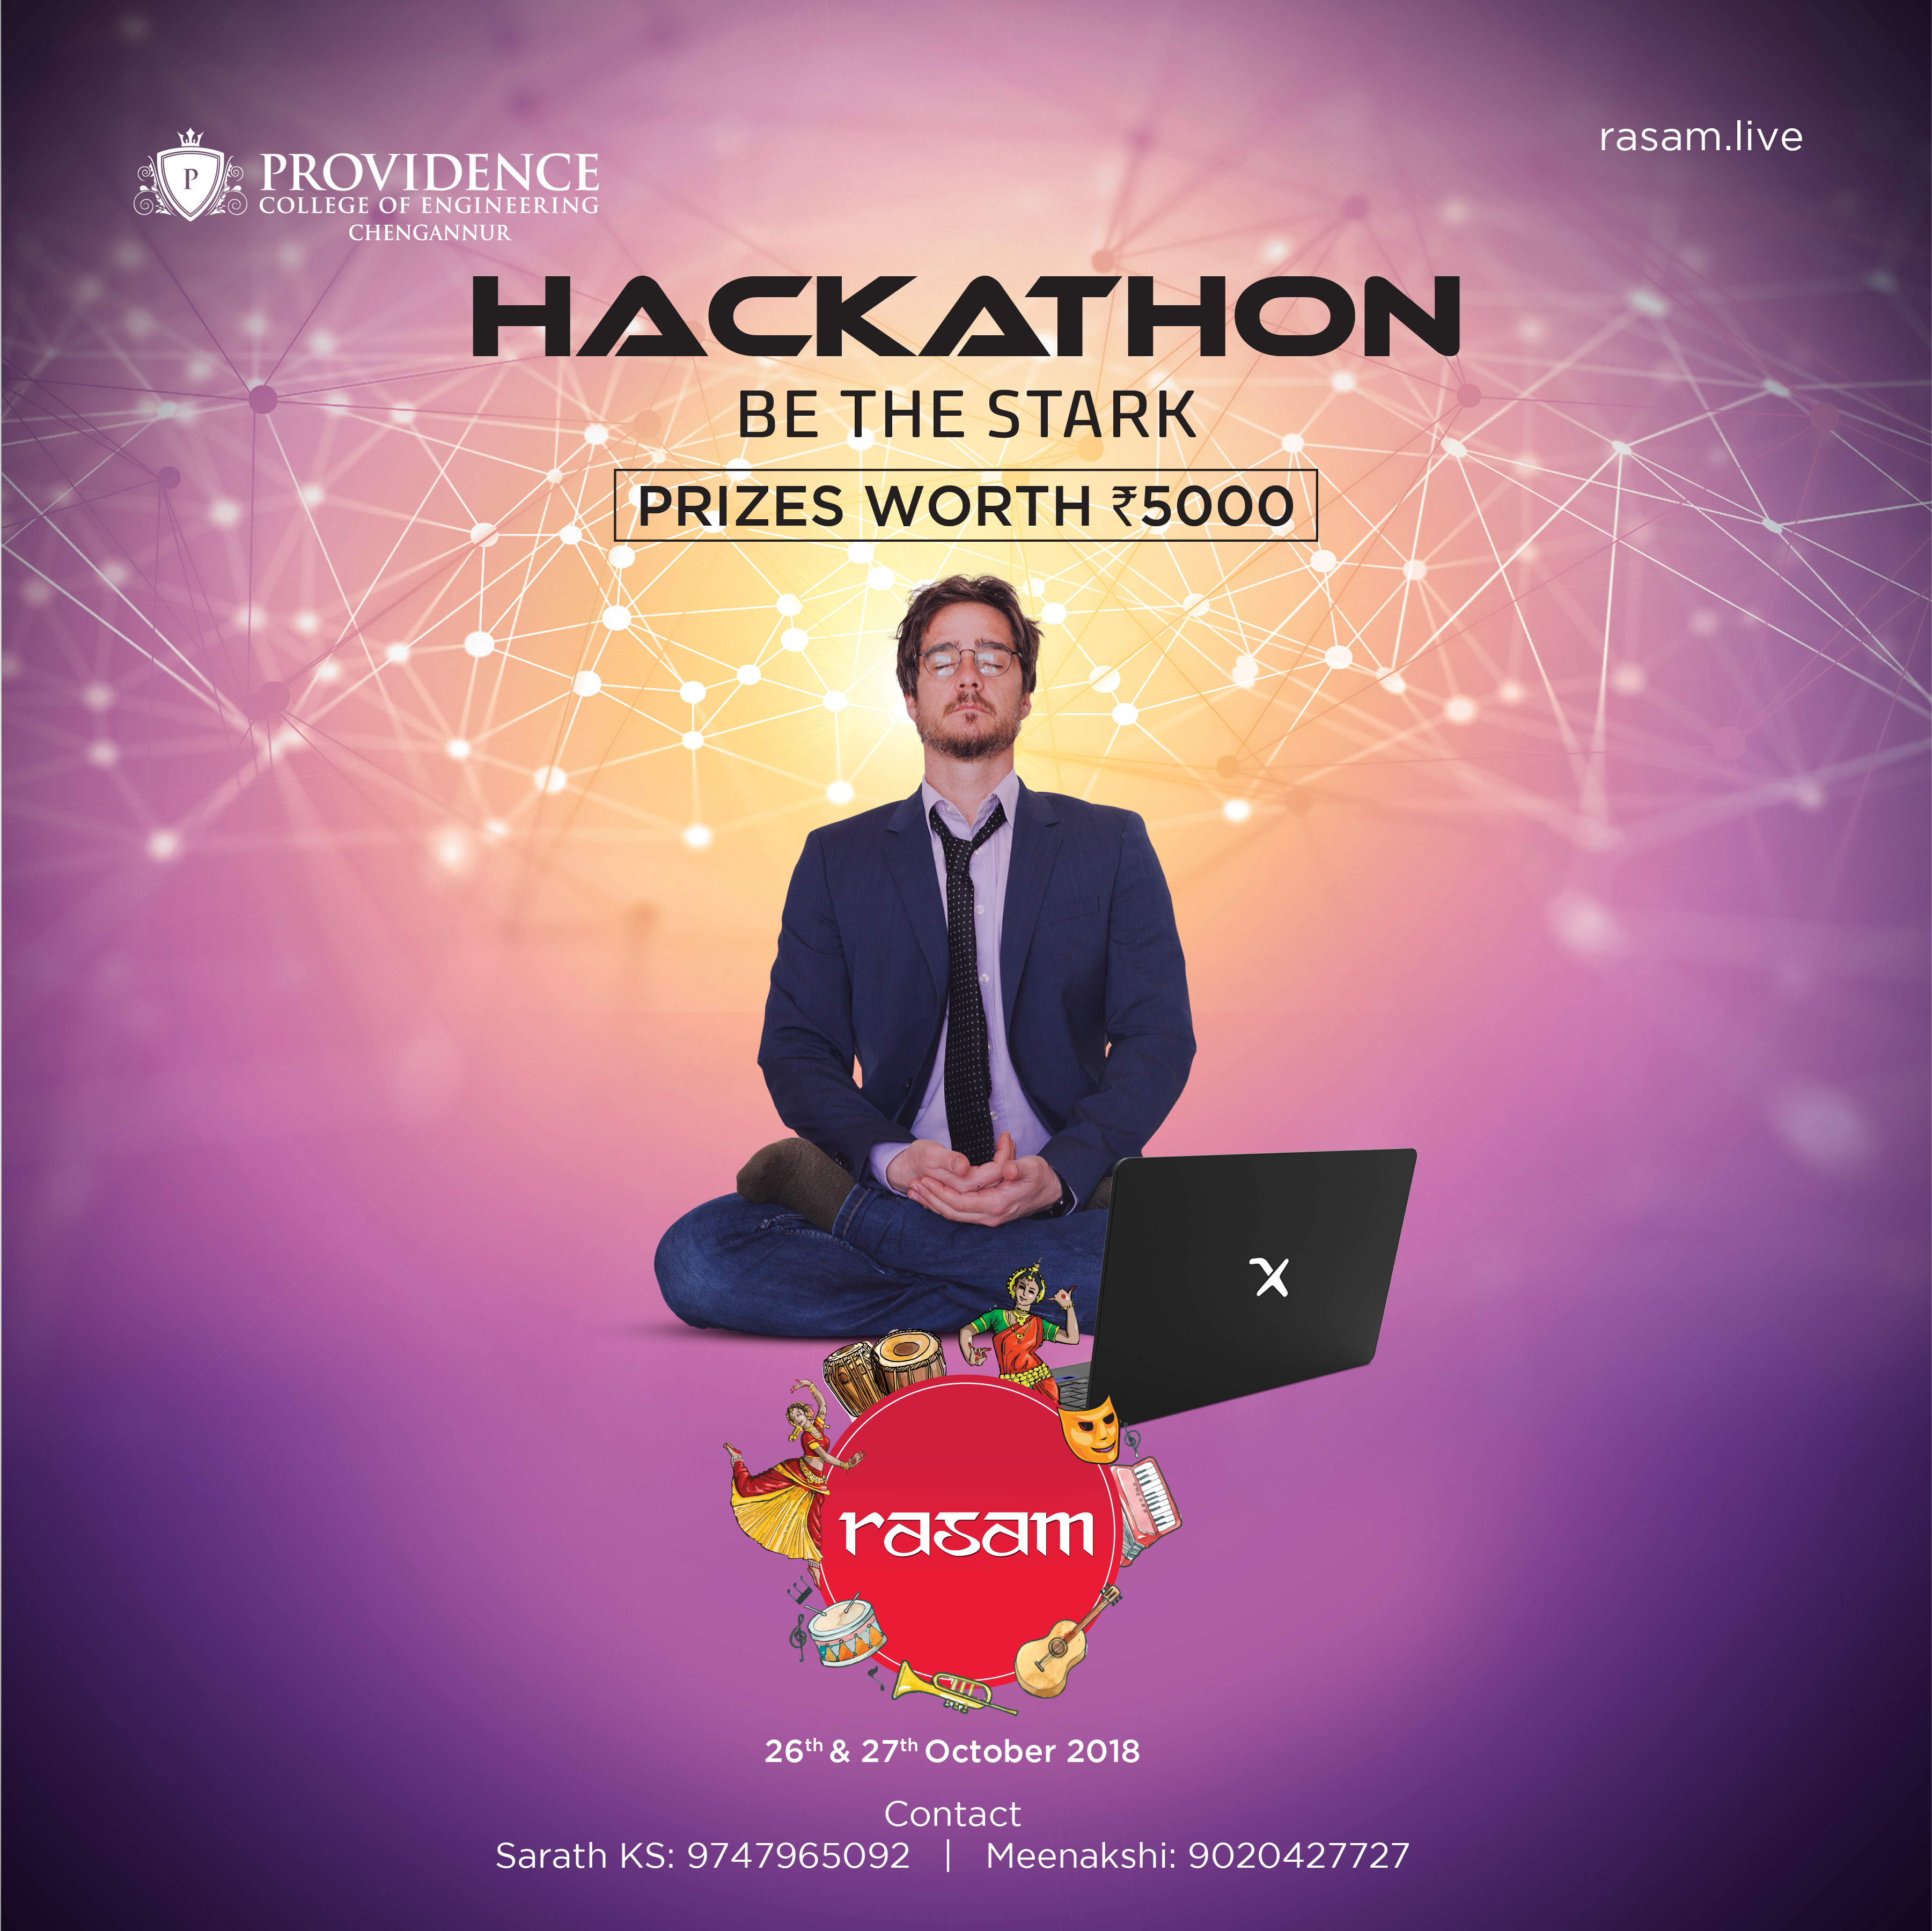 rasam.live
P
PROVIDENCE
COLLEGE OF ENGINEERING
CHENGANNUR
HACKATHON
BE THE STARK
PRIZES WORTH ₹5000
rasam
26th & 27th October 2018
Contact
Sarath KS: 9747965092 | Meenakshi: 9020427727